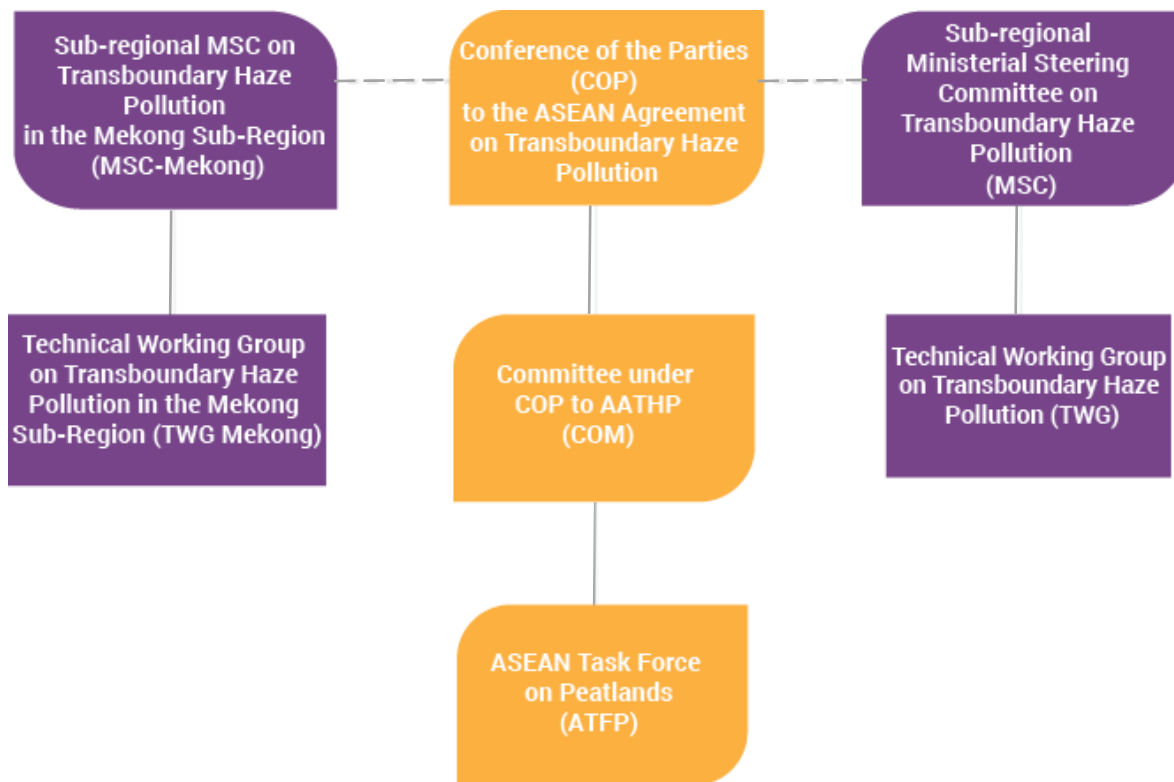 Sub-regional MSC on
Transboundary Haze
Pollution
in the Mekong Sub-Region
(MSC-Mekong)
Conference of the Parties
(COP)
to the ASEAN Agreement
on Transboundary Haze
Pollution
Sub-regional
Ministerial Steering
Committee on
Transboundary Haze
Pollution
(MSC)
Technical Working Group
on Transboundary Haze
Pollution in the Mekong
Sub-Region (TWG Mekong)
Committee under
COP to AATHP
(COM)
Technical Working Group
on Transboundary Haze
Pollution (TWG)
ASEAN Task Force
on Peatlands
(ATFP)